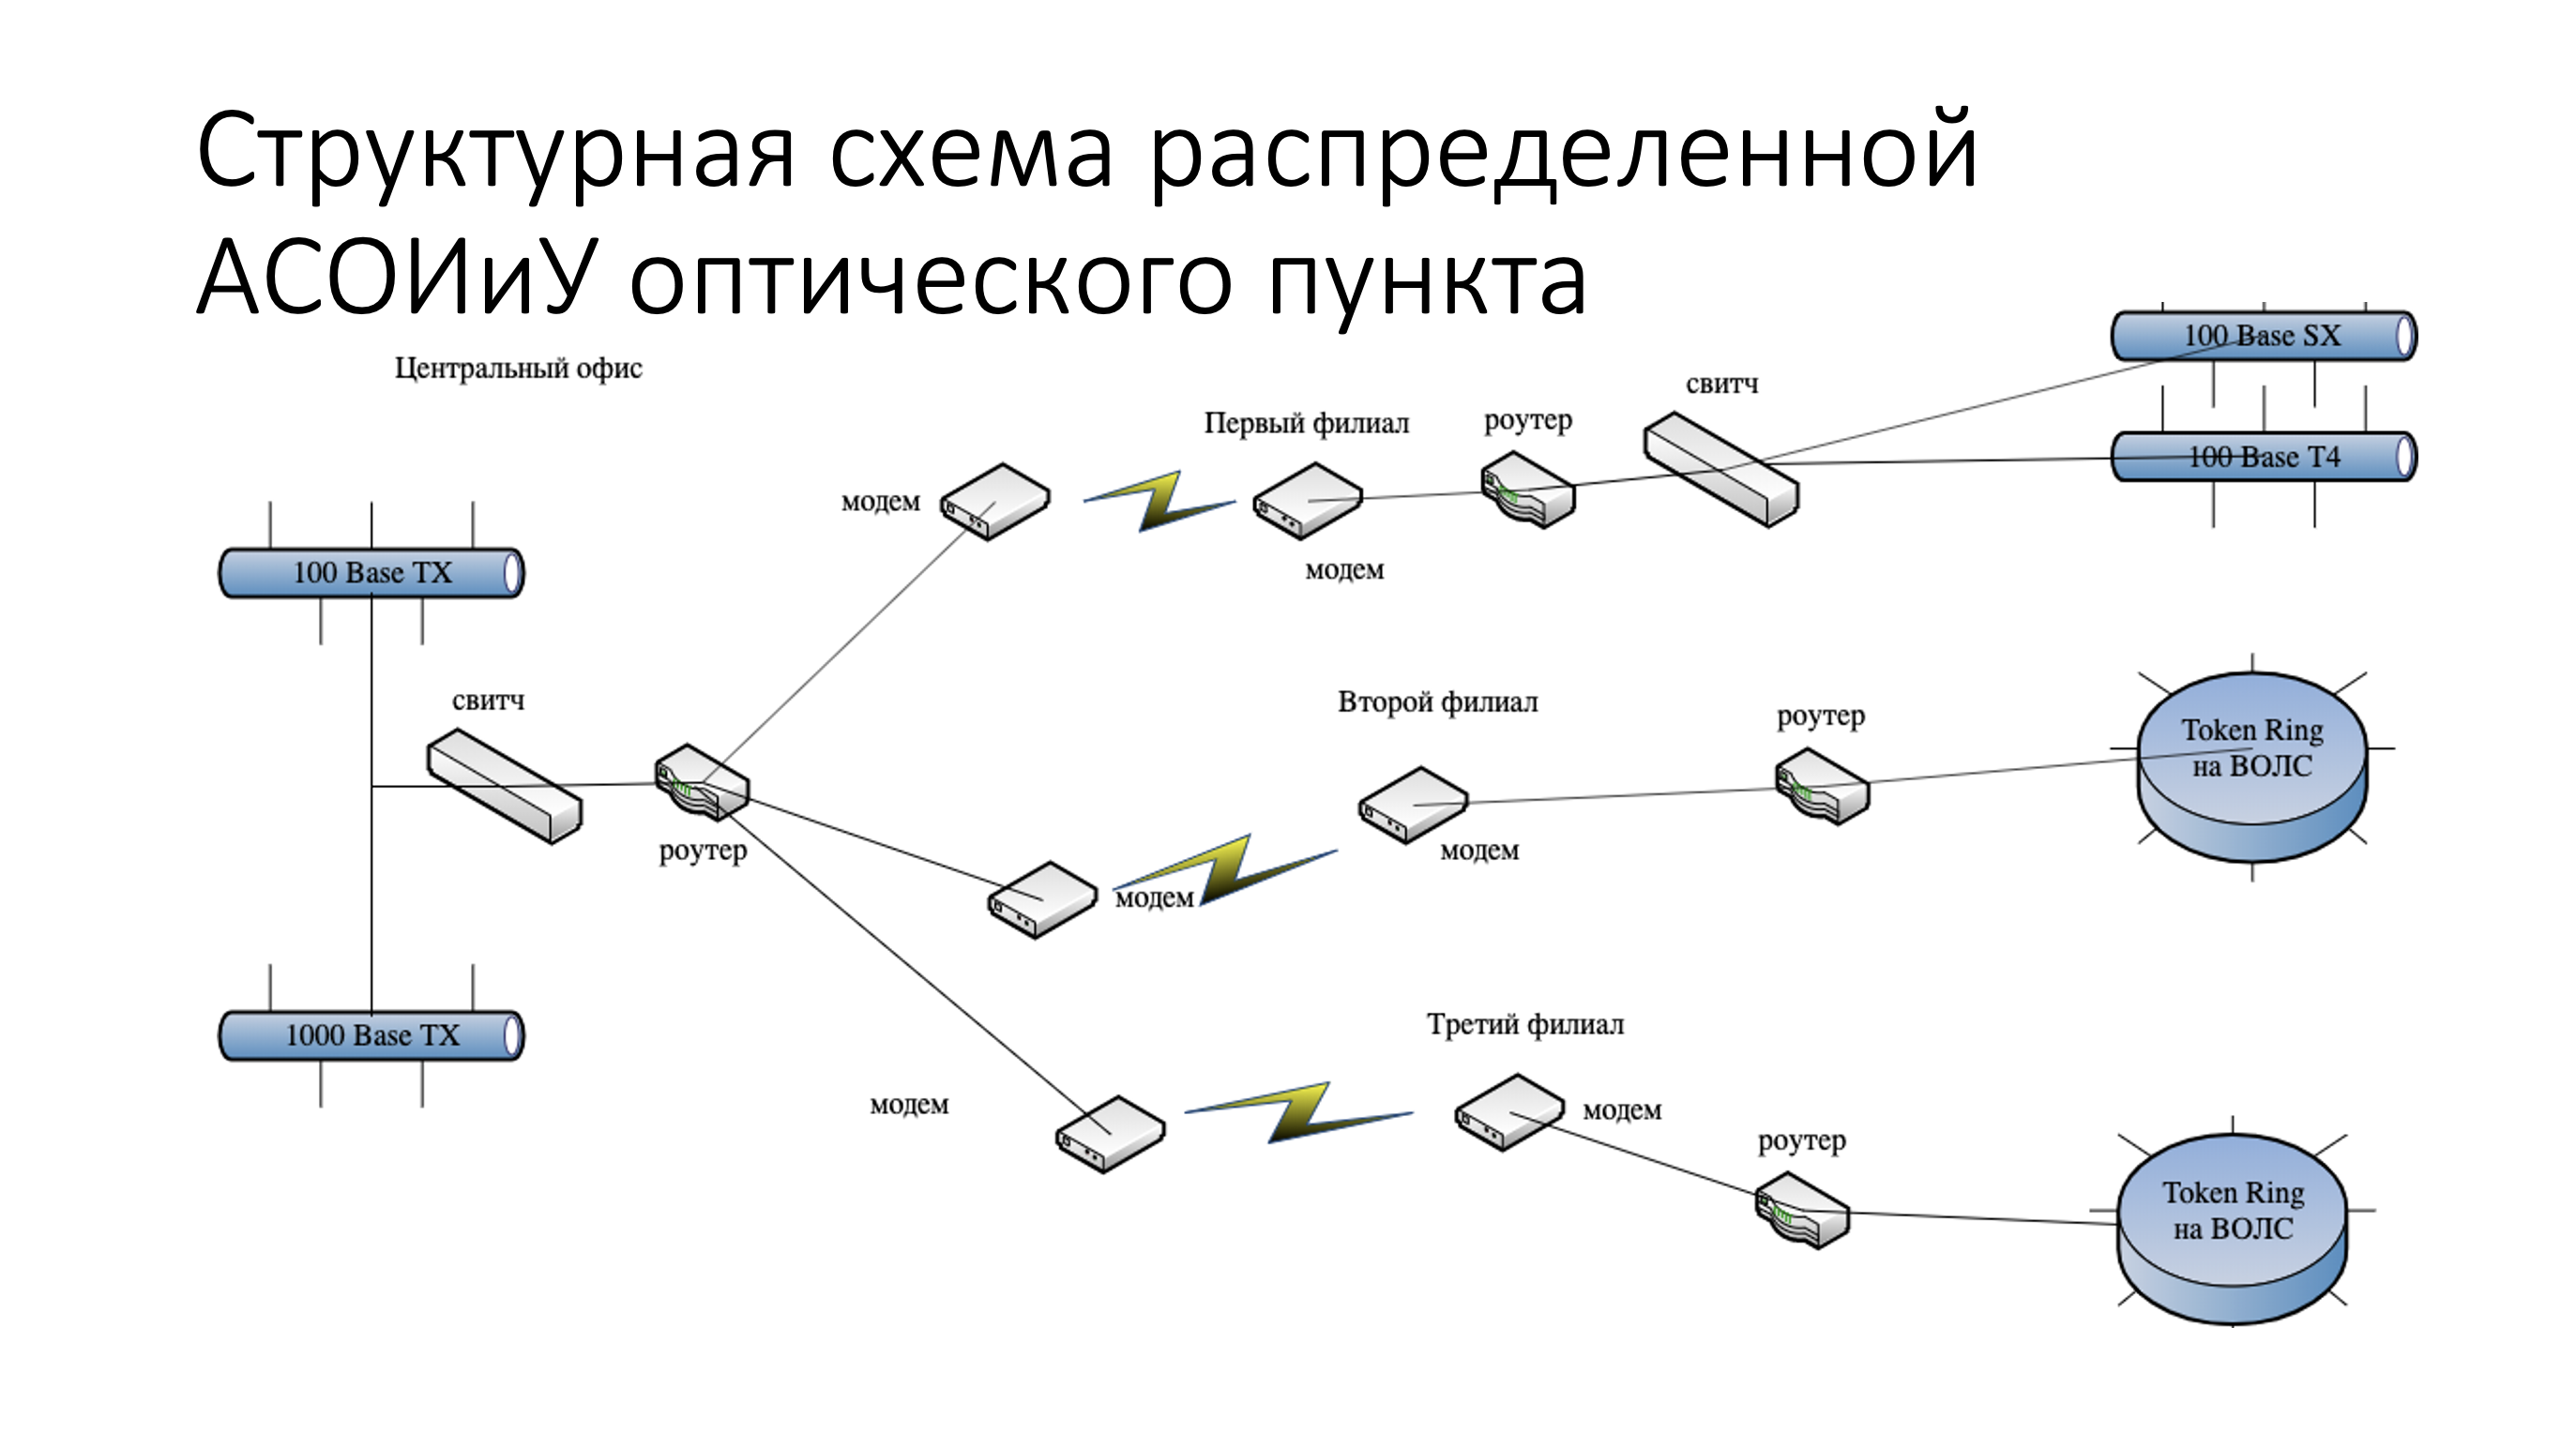 Структурная схема распределенной
АСОИиУ оптического пункта
Центральный офис
100 Base SX
свитч
Первый филиал
роутер
100 Base T4
модем
модем
100 Base TX
свитч
Второй филиал
роутер
Token Ring
на ВОЛС
роутер
модем
модем
Третий филиал
1000 Base TX
модем
модем
роутер
Token Ring
на ВОЛС